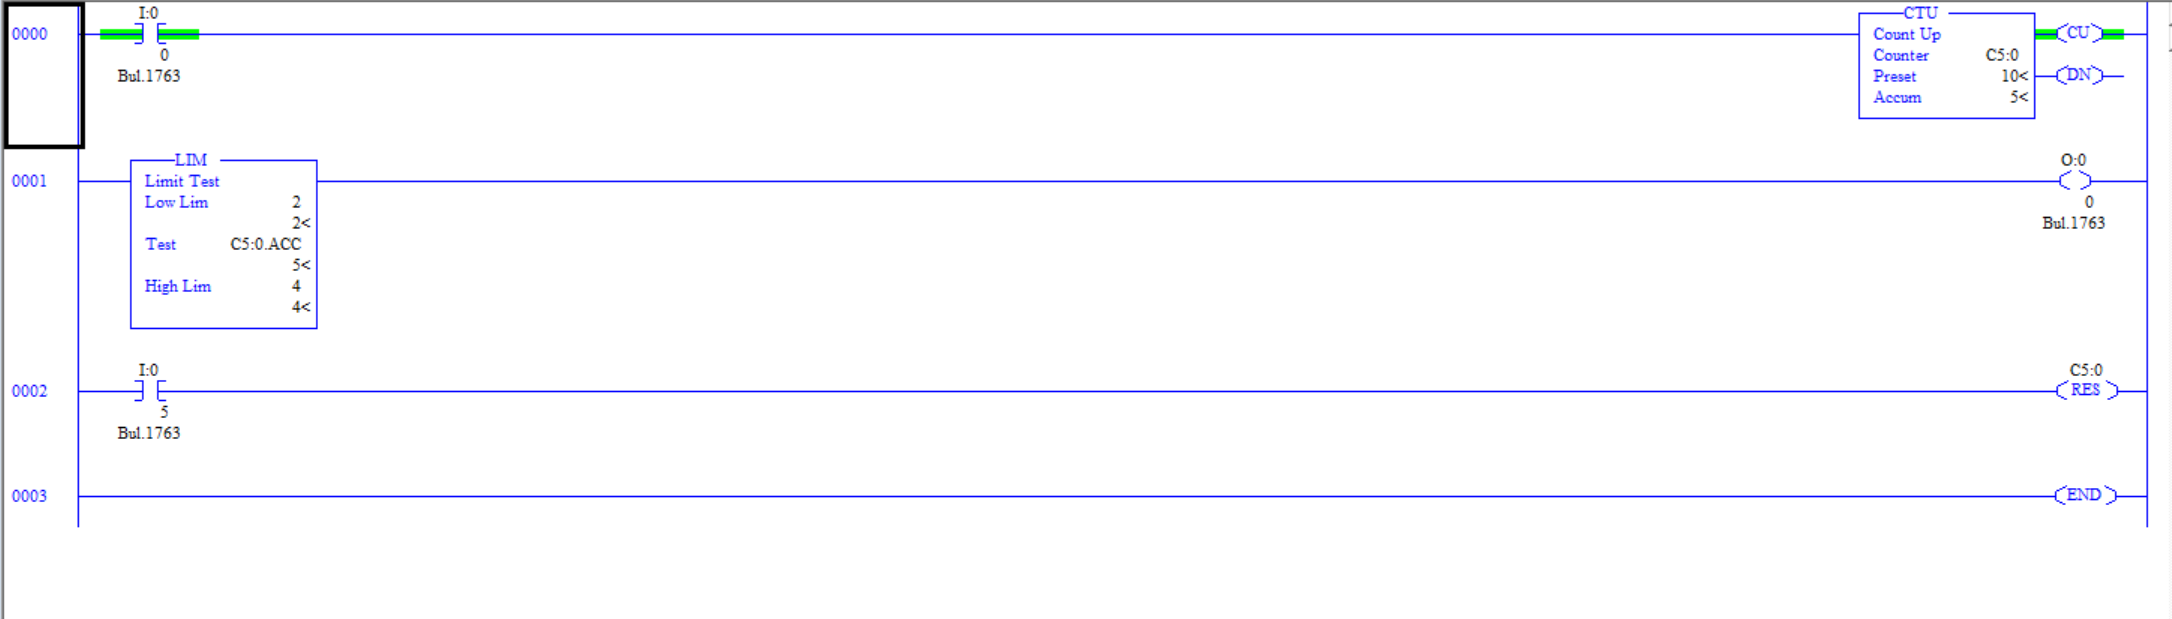 0000
I:0
0
Bul.1763
CTU
Count Up
Counter C5:0
Preset 10<
Accum 5<
CU
DN
0001
LIM
Limit Test
Low Lim 2
2<
Test C5:0.ACC
5<
High Lim 4
4<
O:0
0
Bul.1763
0002
I:0
5
Bul.1763
C5:0
RES
0003
END